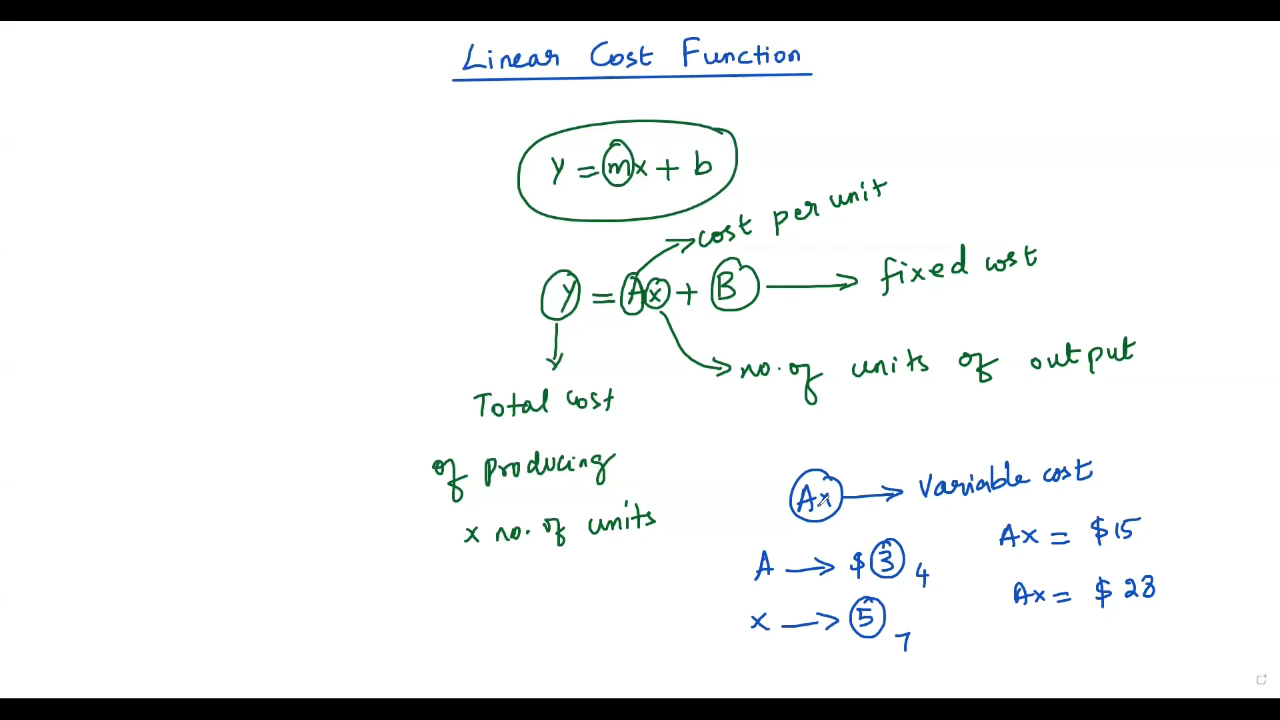 Linear Cost Function
y = mx + b
cost per unit
y = Ax + B
fixed cost
no. of units of output
Total cost
of producing
x no. of units
Ax → Variable cost
A → $ 3 4
x → 5 7
Ax = $15
Ax = $ 28